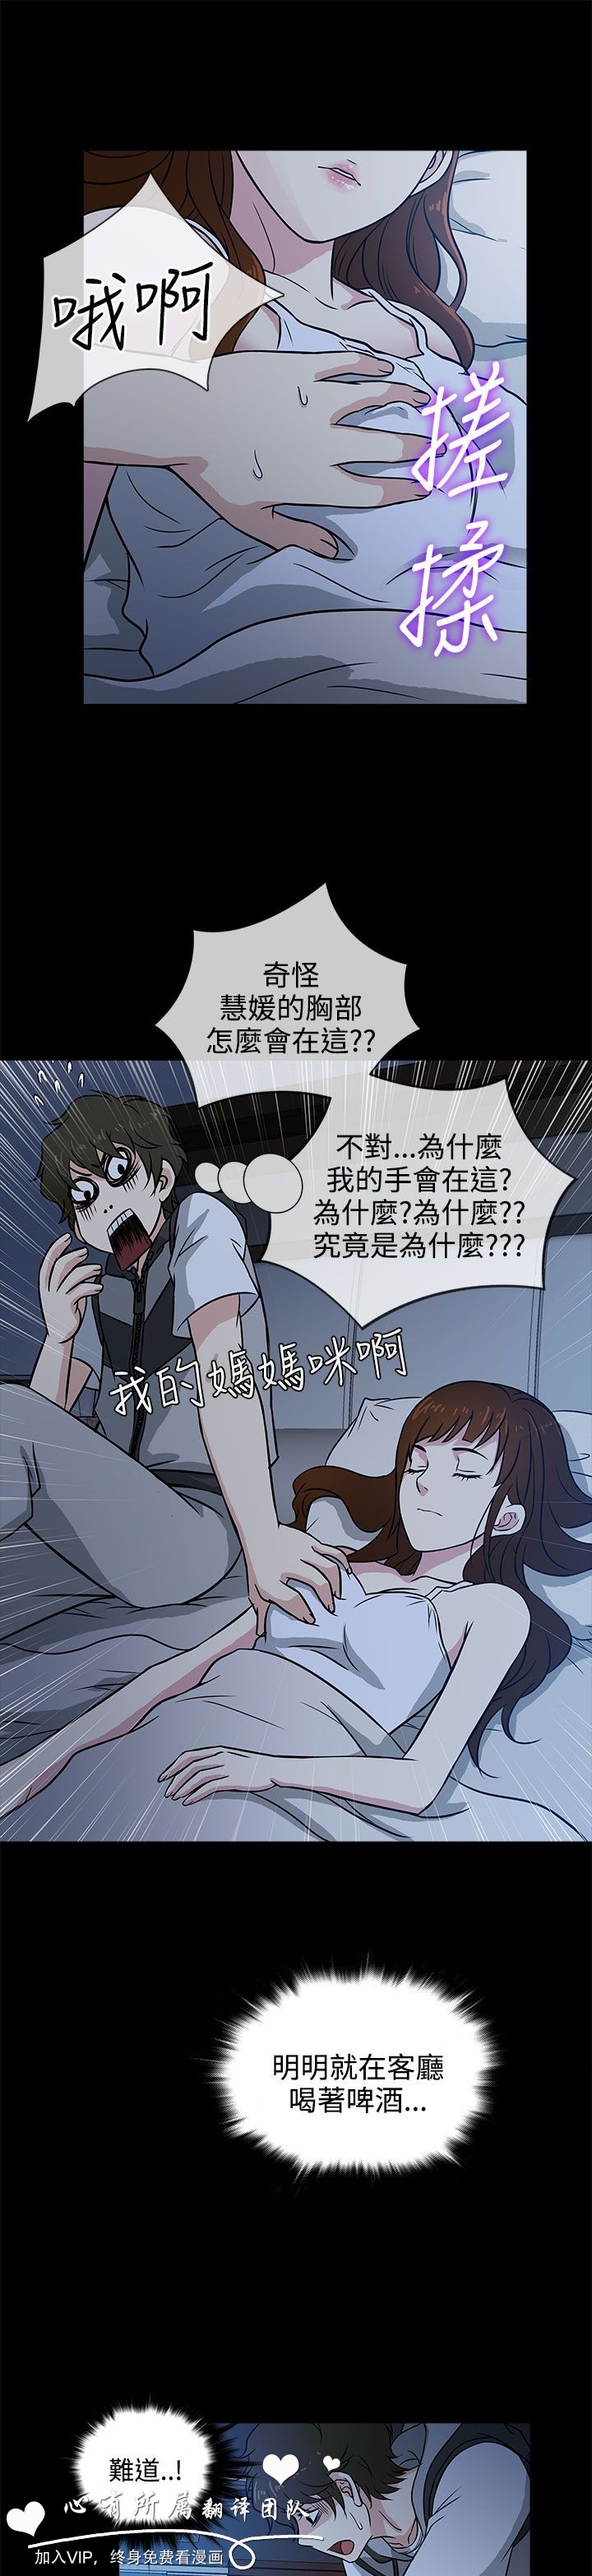 哦啊
搓揉
奇怪
慧媛的胸部
怎麼會在這??
不對...為什麼
我的手會在這?
為什麼?為什麼??
究竟是為什麼???
我的媽媽咪啊
明明就在客廳
喝著啤酒...
難道..!
心有所属翻译团队
加入VIP，终身免费看漫画